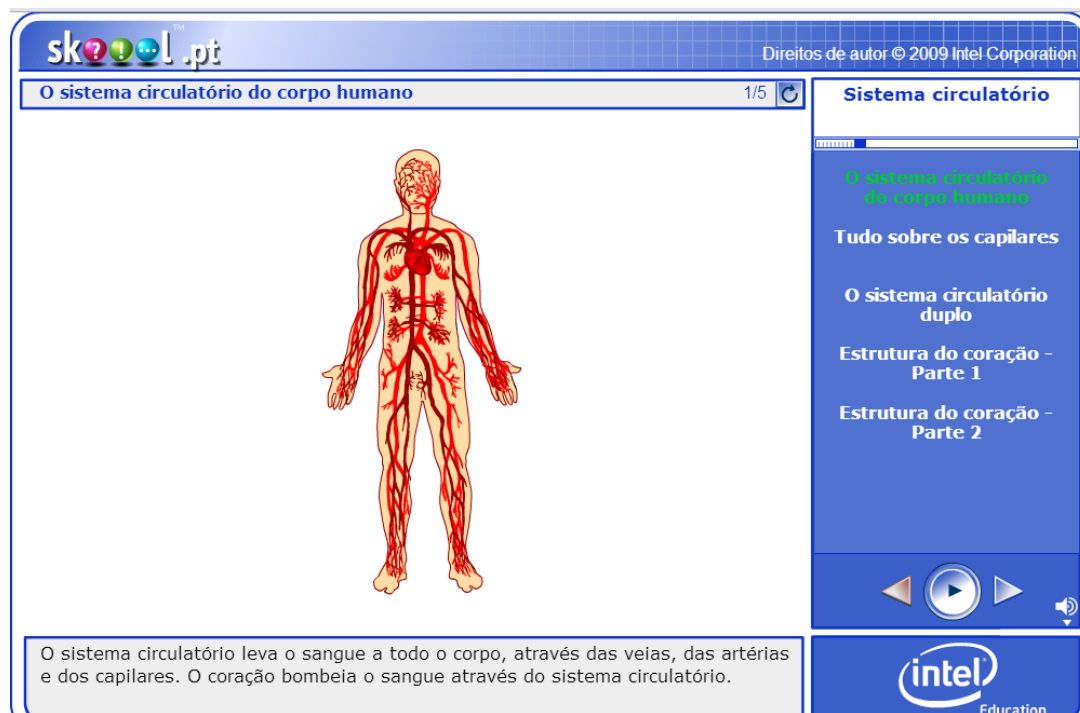 skoool.pt
TM
Direitos de autor © 2009 Intel Corporation
O sistema circulatório do corpo humano
1/5
Sistema circulatório
O sistema circulatório
do corpo humano
Tudo sobre os capilares
O sistema circulatório
duplo
Estrutura do coração -
Parte 1
Estrutura do coração -
Parte 2
O sistema circulatório leva o sangue a todo o corpo, através das veias, das artérias
e dos capilares. O coração bombeia o sangue através do sistema circulatório.
intel
Education